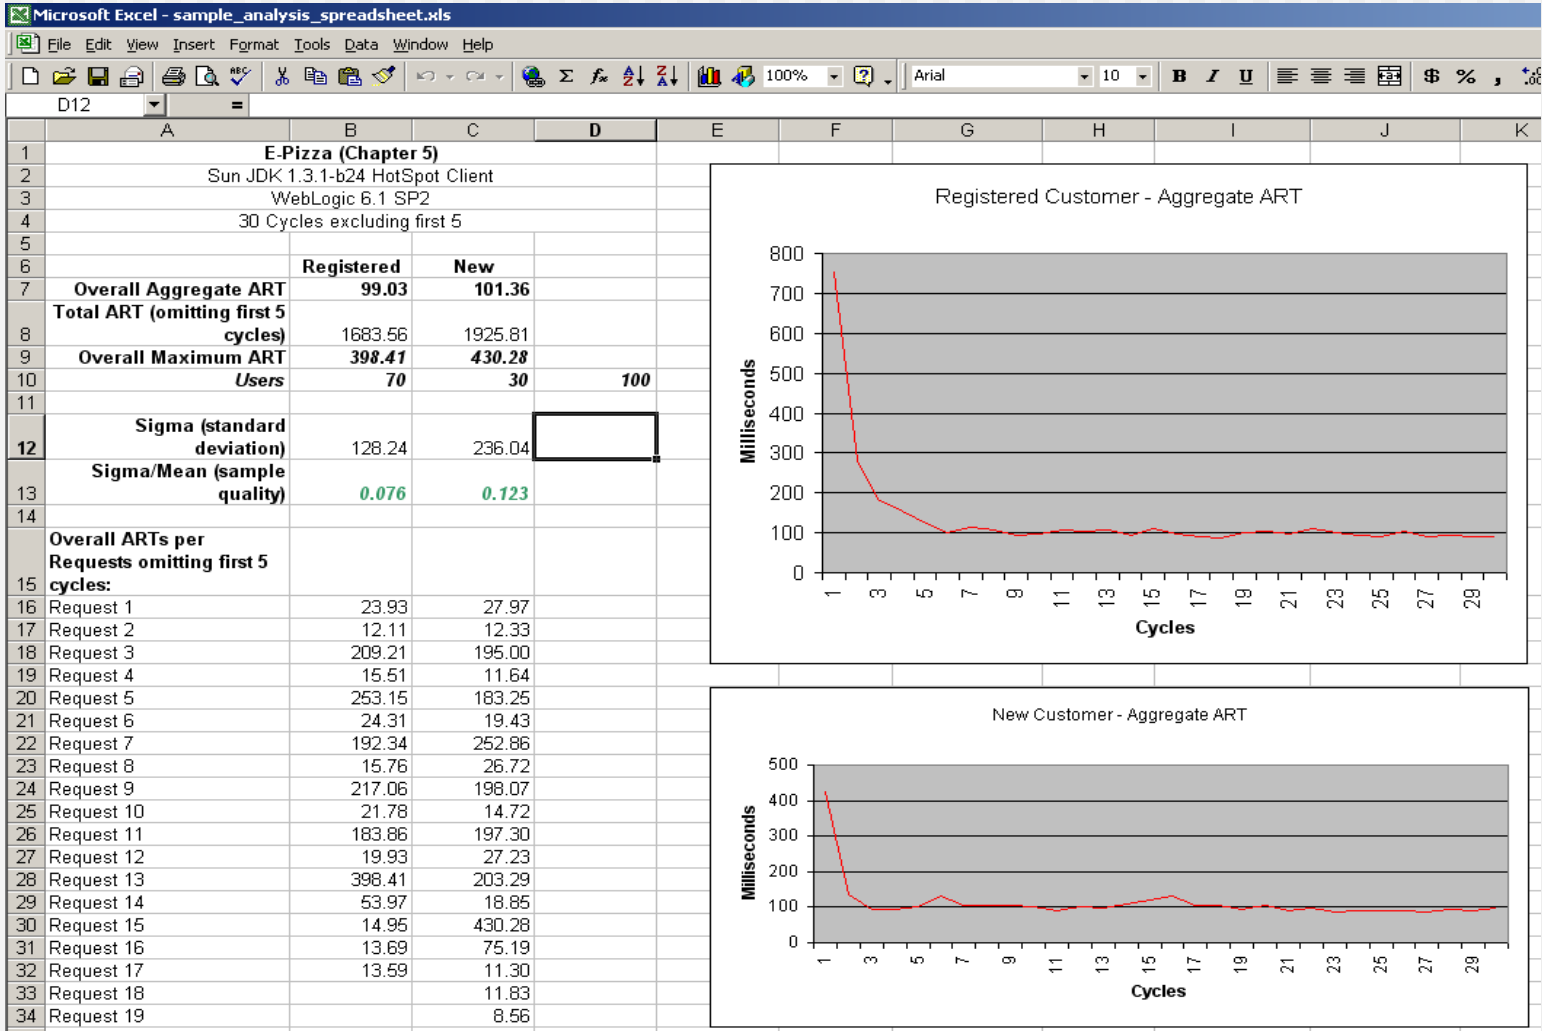 Microsoft Excel - sample_analysis_spreadsheet.xls
File Edit View Insert Format Tools Data Window Help
100% Arial 10 B I U $ % ,
D12 =
A B C D E F G H I J K
1 E-Pizza (Chapter 5)
2 Sun JDK 1.3.1-b24 HotSpot Client
3 WebLogic 6.1 SP2
4 30 Cycles excluding first 5
5
6 Registered New
7 Overall Aggregate ART 99.03 101.36
Total ART (omitting first 5
8 cycles) 1683.56 1925.81
9 Overall Maximum ART 398.41 430.28
10 Users 70 30 100
11
Sigma (standard
12 deviation) 128.24 236.04
Sigma/Mean (sample
13 quality) 0.076 0.123
14
Overall ARTs per
Requests omitting first 5
15 cycles:
16 Request 1 23.93 27.97
17 Request 2 12.11 12.33
18 Request 3 209.21 195.00
19 Request 4 15.51 11.64
20 Request 5 253.15 183.25
21 Request 6 24.31 19.43
22 Request 7 192.34 252.86
23 Request 8 15.76 26.72
24 Request 9 217.06 198.07
25 Request 10 21.78 14.72
26 Request 11 183.86 197.30
27 Request 12 19.93 27.23
28 Request 13 398.41 203.29
29 Request 14 53.97 18.85
30 Request 15 14.95 430.28
31 Request 16 13.69 75.19
32 Request 17 13.59 11.30
33 Request 18 11.83
34 Request 19 8.56
Registered Customer - Aggregate ART
Milliseconds
800
700
600
500
400
300
200
100
0
1 3 5 7 9 11 13 15 17 19 21 23 25 27 29
Cycles
New Customer - Aggregate ART
Milliseconds
500
400
300
200
100
0
1 3 5 7 9 11 13 15 17 19 21 23 25 27 29
Cycles